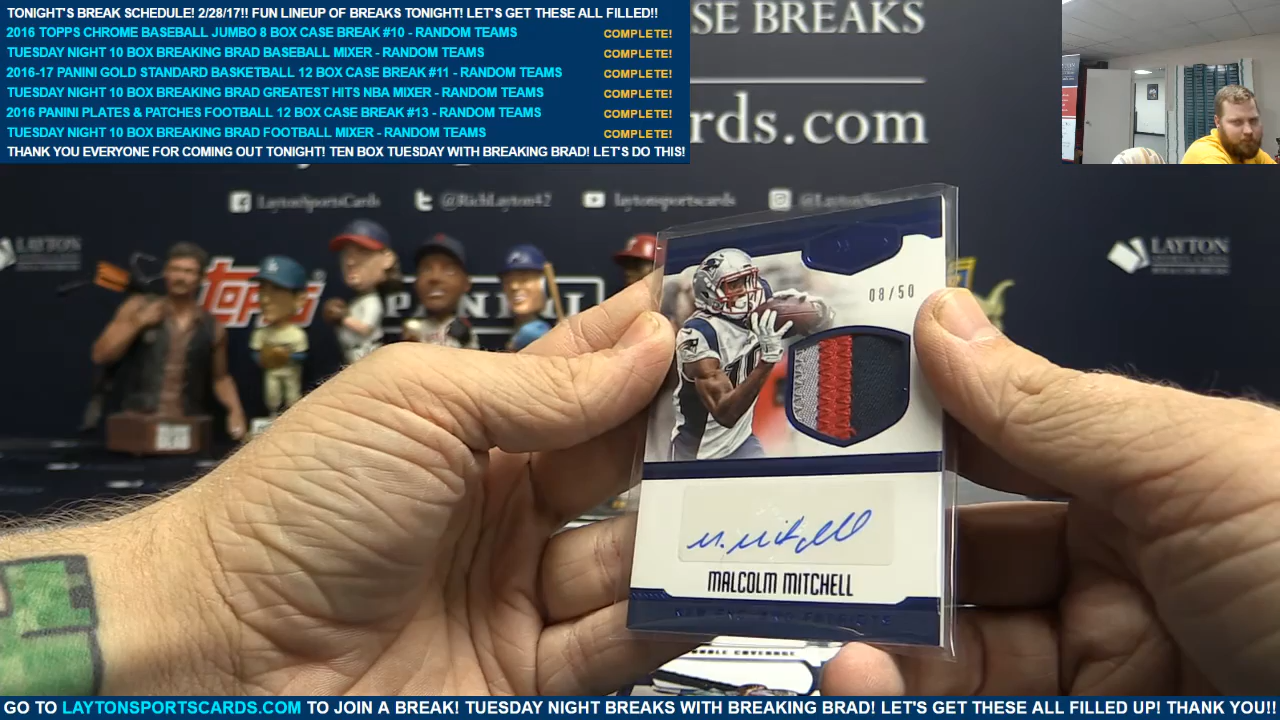 TONIGHT'S BREAK SCHEDULE! 2/28/17!! FUN LINEUP OF BREAKS TONIGHT! LET'S GET THESE ALL FILLED!!
2016 TOPPS CHROME BASEBALL JUMBO 8 BOX CASE BREAK #10 - RANDOM TEAMS COMPLETE!
TUESDAY NIGHT 10 BOX BREAKING BRAD BASEBALL MIXER - RANDOM TEAMS COMPLETE!
2016-17 PANINI GOLD STANDARD BASKETBALL 12 BOX CASE BREAK #11 - RANDOM TEAMS COMPLETE!
TUESDAY NIGHT 10 BOX BREAKING BRAD GREATEST HITS NBA MIXER - RANDOM TEAMS COMPLETE!
2016 PANINI PLATES & PATCHES FOOTBALL 12 BOX CASE BREAK #13 - RANDOM TEAMS COMPLETE!
TUESDAY NIGHT 10 BOX BREAKING BRAD FOOTBALL MIXER - RANDOM TEAMS COMPLETE!
THANK YOU EVERYONE FOR COMING OUT TONIGHT! TEN BOX TUESDAY WITH BREAKING BRAD! LET'S DO THIS!
SE BREAKS
rds.com
LaytonSportsCards @RichLayton42 laytonsportscards
LAYTON
LAYTON
topps
PANINI
08/50
M. Mitchell
MALCOLM MITCHELL
NEW ENGLAND PATRIOTS
DOUBLE COVERAGE
GO TO LAYTONSPORTSCARDS.COM TO JOIN A BREAK! TUESDAY NIGHT BREAKS WITH BREAKING BRAD! LET'S GET THESE ALL FILLED UP! THANK YOU!!